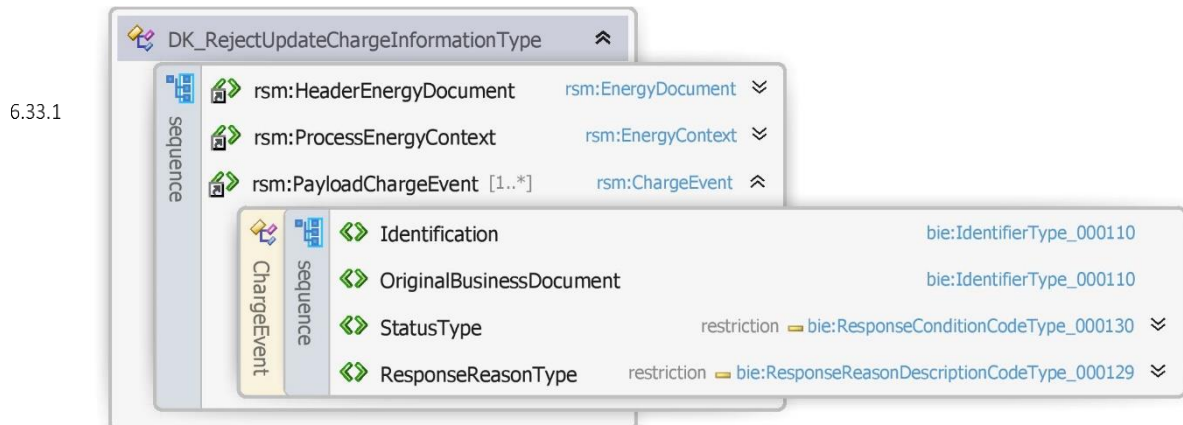 DK_RejectUpdateChargeInformationType
6.33.1
sequence
rsm:HeaderEnergyDocument rsm:EnergyDocument
rsm:ProcessEnergyContext rsm:EnergyContext
rsm:PayloadChargeEvent [1..*] rsm:ChargeEvent
ChargeEvent
sequence
Identification bie:IdentifierType_000110
OriginalBusinessDocument bie:IdentifierType_000110
StatusType restriction bie:ResponseConditionCodeType_000130
ResponseReasonType restriction bie:ResponseReasonDescriptionCodeType_000129